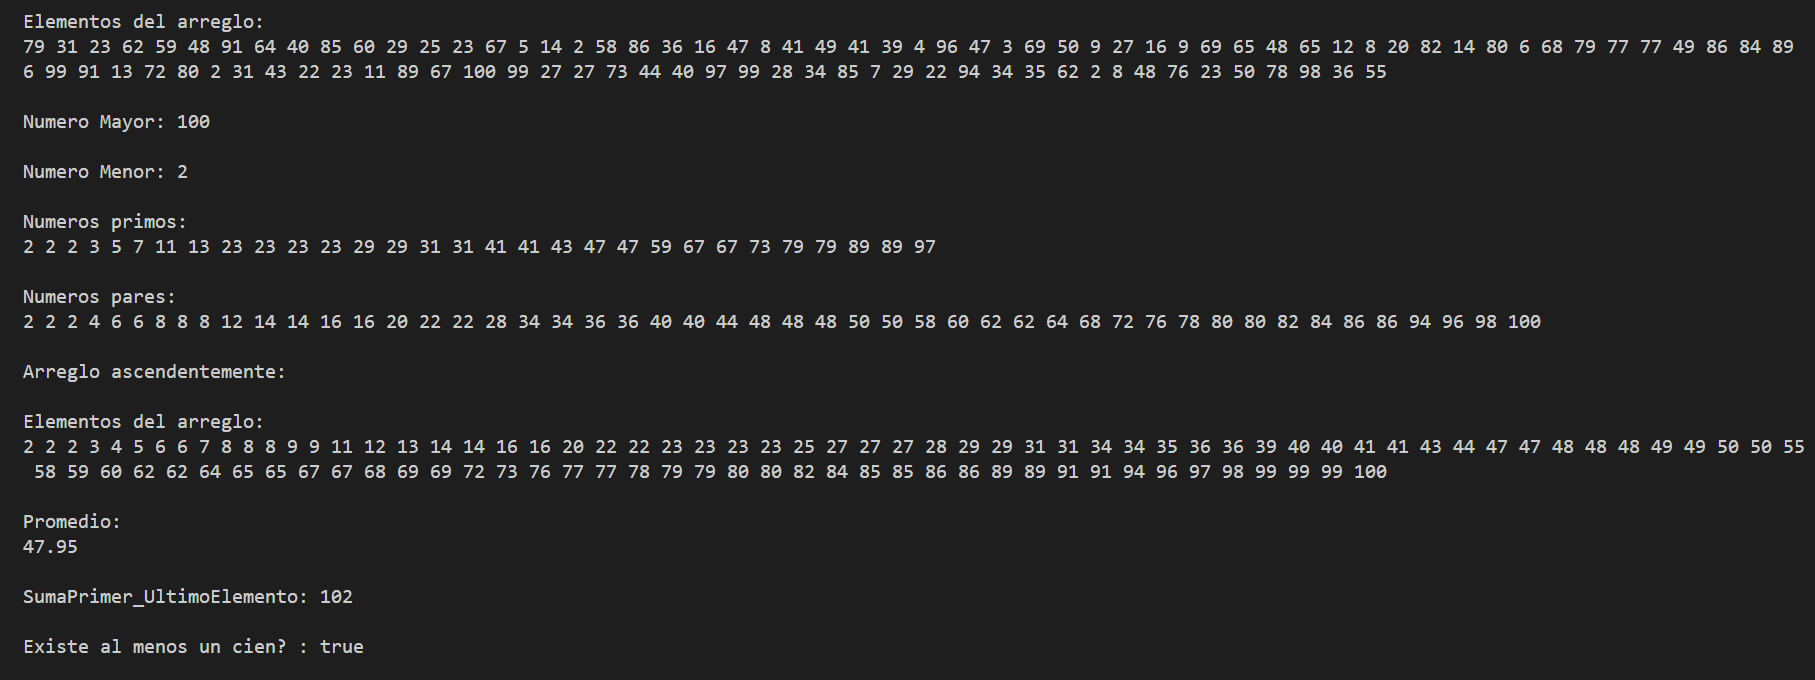 Elementos del arreglo:
79 31 23 62 59 48 91 64 40 85 60 29 25 23 67 5 14 2 58 86 36 16 47 8 41 49 41 39 4 96 47 3 69 50 9 27 16 9 69 65 48 65 12 8 20 82 14 80 6 68 79 77 77 49 86 84 89
6 99 91 13 72 80 2 31 43 22 23 11 89 67 100 99 27 27 73 44 40 97 99 28 34 85 7 29 22 94 34 35 62 2 8 48 76 23 50 78 98 36 55
Numero Mayor: 100
Numero Menor: 2
Numeros primos:
2 2 2 3 5 7 11 13 23 23 23 23 29 29 31 31 41 41 43 47 47 59 67 67 73 79 79 89 89 97
Numeros pares:
2 2 2 4 6 6 8 8 8 12 14 14 16 16 20 22 22 28 34 34 36 36 40 40 44 48 48 48 50 50 58 60 62 62 64 68 72 76 78 80 80 82 84 86 86 94 96 98 100
Arreglo ascendentemente:
Elementos del arreglo:
2 2 2 3 4 5 6 6 7 8 8 8 9 9 11 12 13 14 14 16 16 20 22 22 23 23 23 23 25 27 27 27 28 29 29 31 31 34 34 35 36 36 39 40 40 41 41 43 44 47 47 48 48 48 49 49 50 50 55
58 59 60 62 62 64 65 65 67 67 68 69 69 72 73 76 77 77 78 79 79 80 80 82 84 85 85 86 86 89 89 91 91 94 96 97 98 99 99 99 100
Promedio:
47.95
SumaPrimer_UltimoElemento: 102
Existe al menos un cien? : true